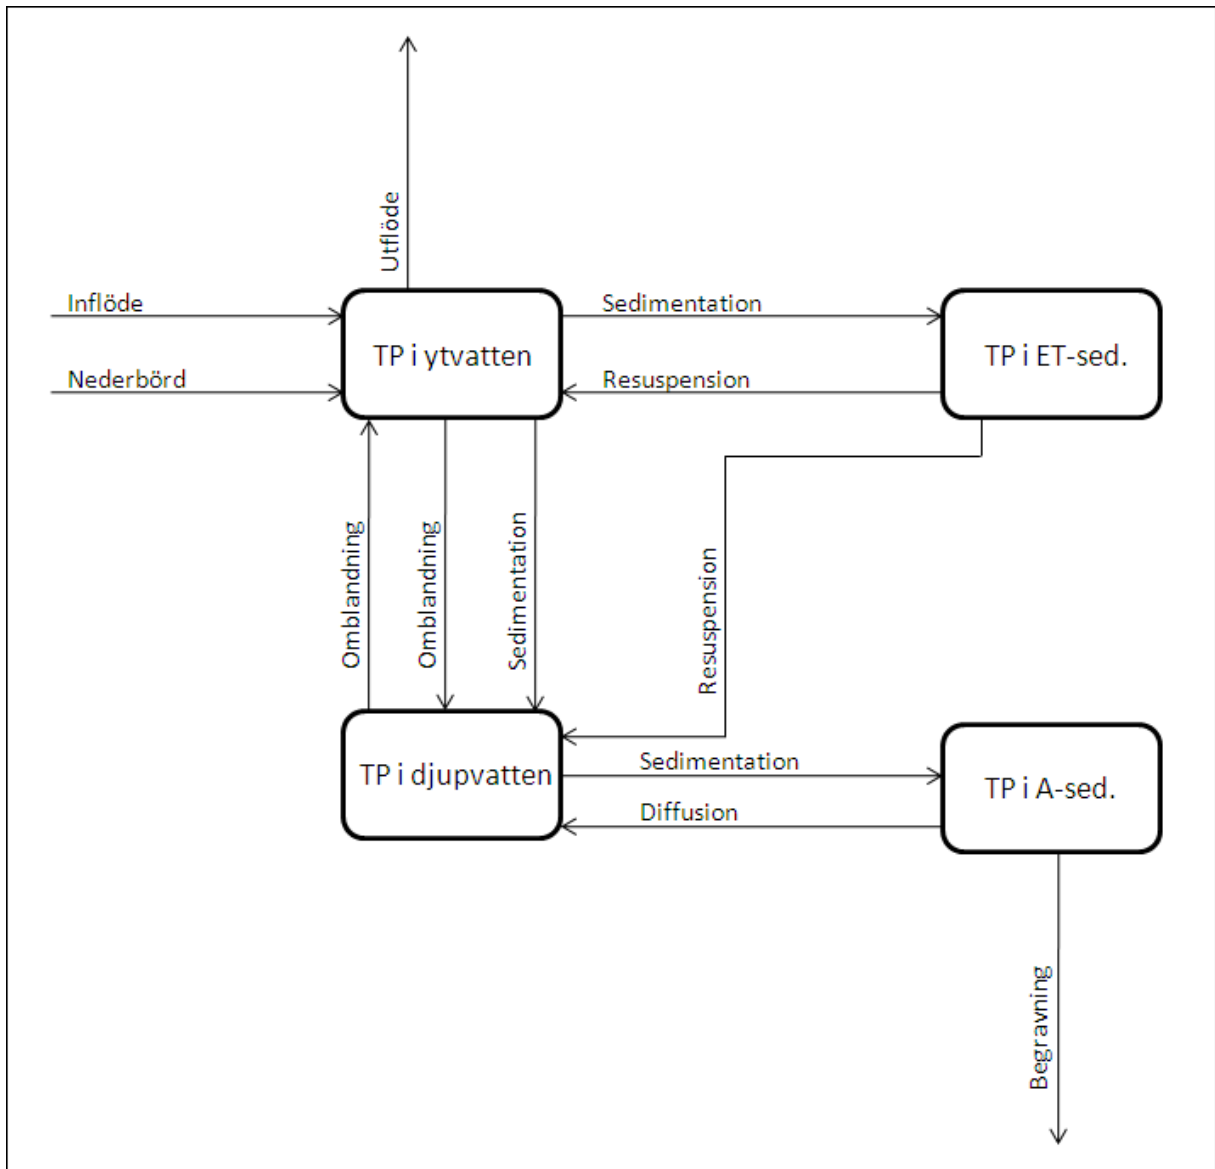 Utflöde
Inflöde
Sedimentation
TP i ytvatten
TP i ET-sed.
Nederbörd
Resuspension
Omblandning
Omblandning
Sedimentation
Resuspension
TP i djupvatten
Sedimentation
TP i A-sed.
Diffusion
Begravning